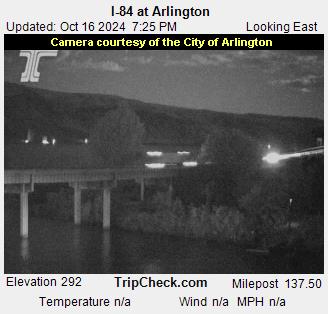 I-84 at Arlington
Updated: Oct 16 2024 7:25 PM Looking East
Camera courtesy of the City of Arlington
Elevation 292 TripCheck.com Milepost 137.50
Temperature n/a Wind n/a MPH n/a